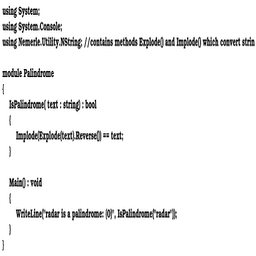 using System;
using System.Console;
using Nemerle.Utility.NString; //contains methods Explode() and Implode() which convert strin
module Palindrome
{
IsPalindrome( text : string) : bool
{
Implode(Explode(text).Reverse()) == text;
}
Main() : void
{
WriteLine("radar is a palindrome: {0}", IsPalindrome("radar"));
}
}